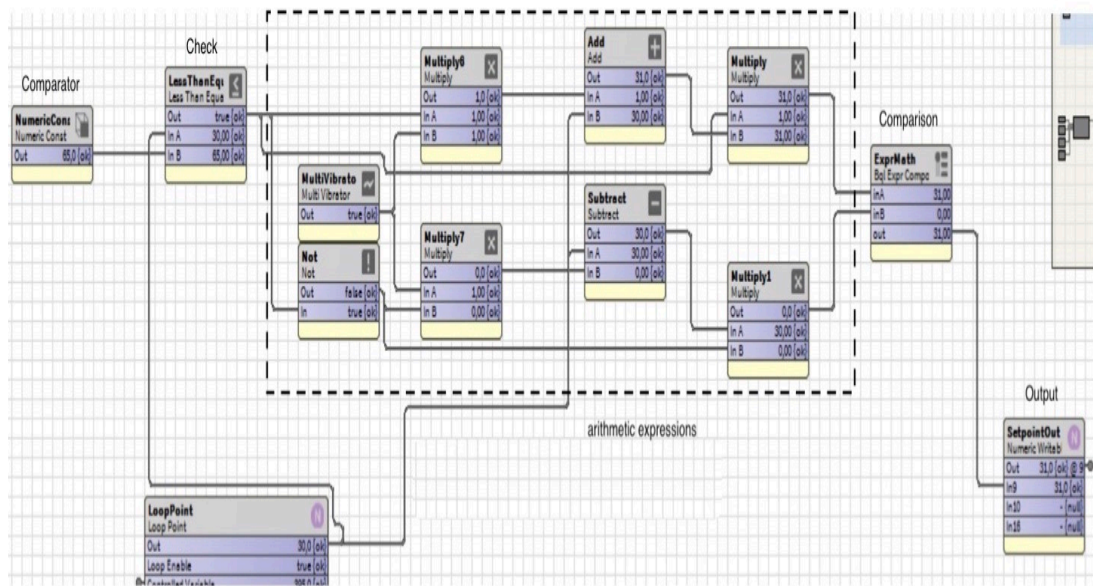 Comparator
NumericCons
Numeric Const
Out 65,0 [ok]
Check
LessThanEqu
Less Than Equa
Out true [ok]
In A 30,00 [ok]
In B 65,00 [ok]
MultiVibrato
Multi Vibrator
Out true [ok]
Not
Not
Out false [ok]
In true [ok]
Multiply6
Multiply
Out 1,0 [ok]
In A 1,00 [ok]
In B 1,00 [ok]
Multiply7
Multiply
Out 0,0 [ok]
In A 1,00 [ok]
In B 0,00 [ok]
Add
Add
Out 31,0 [ok]
In A 1,00 [ok]
In B 30,00 [ok]
Subtract
Subtract
Out 30,0 [ok]
In A 30,00 [ok]
In B 0,00 [ok]
Multiply
Multiply
Out 31,0 [ok]
In A 1,00 [ok]
In B 31,00 [ok]
Multiply1
Multiply
Out 0,0 [ok]
In A 30,00 [ok]
In B 0,00 [ok]
arithmetic expressions
Comparison
ExprMath
Bql Expr Compo
inA 31,00
inB 0,00
out 31,00
Output
SetpointOut
Numeric Writabl
Out 31,0 [ok] @ 9
In9 31,0 [ok]
In10 - [null]
In16 - [null]
LoopPoint
Loop Point
Out 30,0 [ok]
Loop Enable true [ok]
Controlled Variable